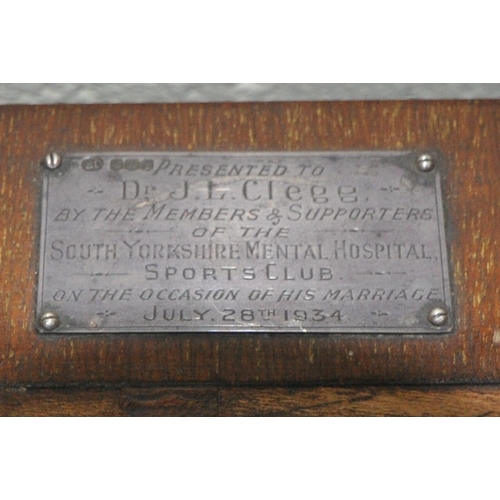 PRESENTED TO
Dr J. L. Clegg,
BY THE MEMBERS & SUPPORTERS
OF THE
SOUTH YORKSHIRE MENTAL HOSPITAL,
SPORTS CLUB.
ON THE OCCASION OF HIS MARRIAGE
JULY. 28TH 1934